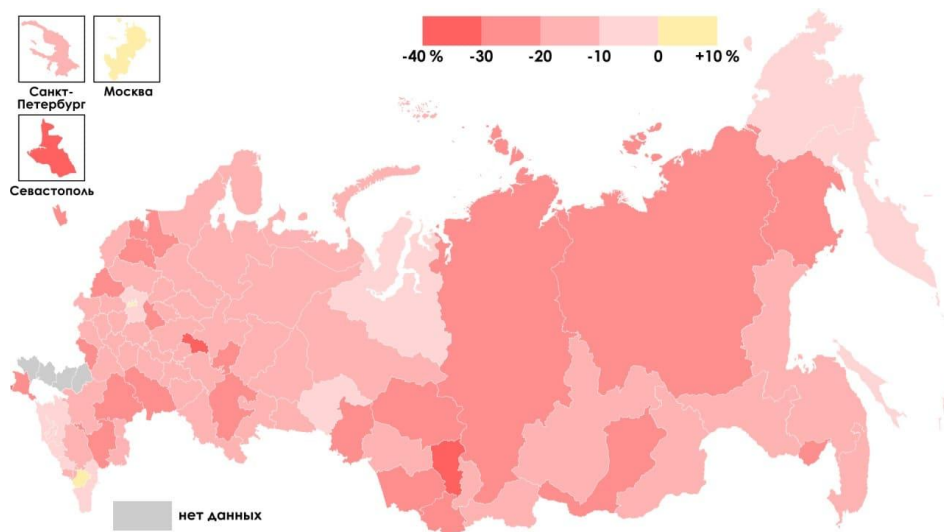 Санкт-
Петербург
Москва
Севастополь
-40 %
-30
-20
-10
0
+10 %
нет данных